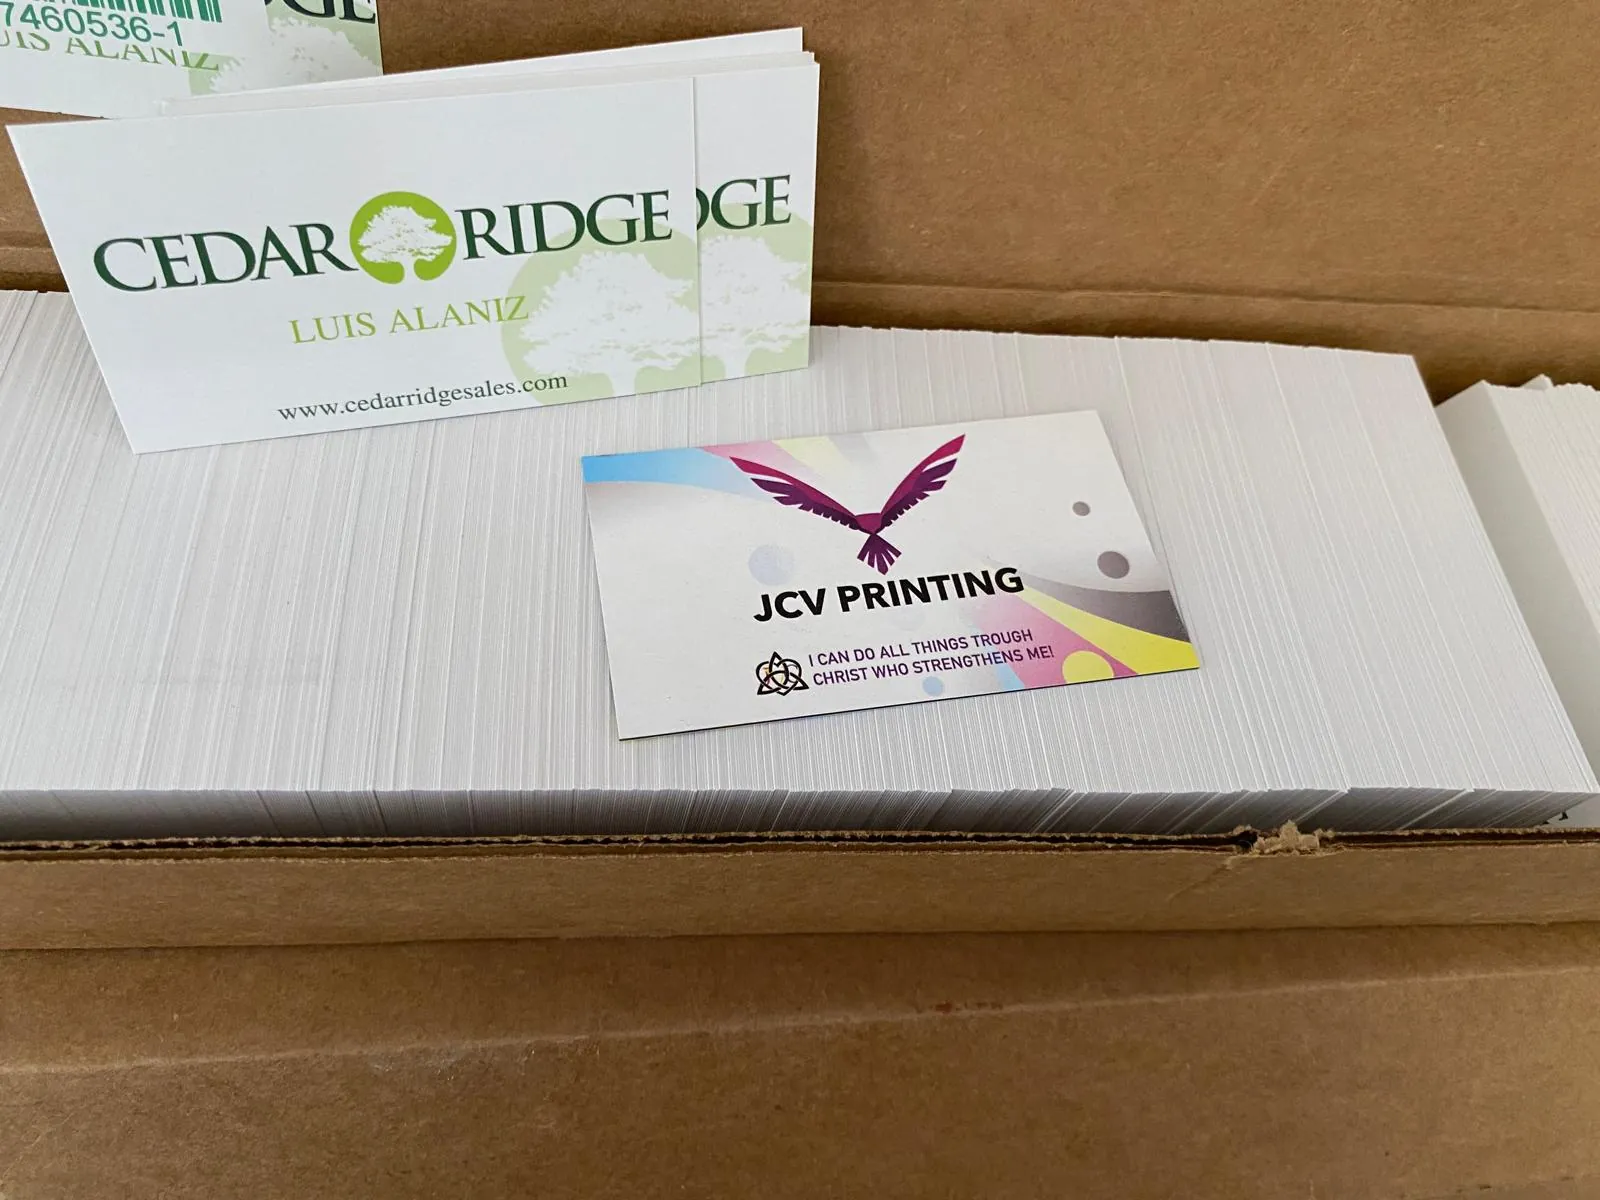 7460536-1
LUIS ALANIZ
CEDAR RIDGE
LUIS ALANIZ
www.cedarridgesales.com
DGE
JCV PRINTING
I CAN DO ALL THINGS TROUGH
CHRIST WHO STRENGTHENS ME!